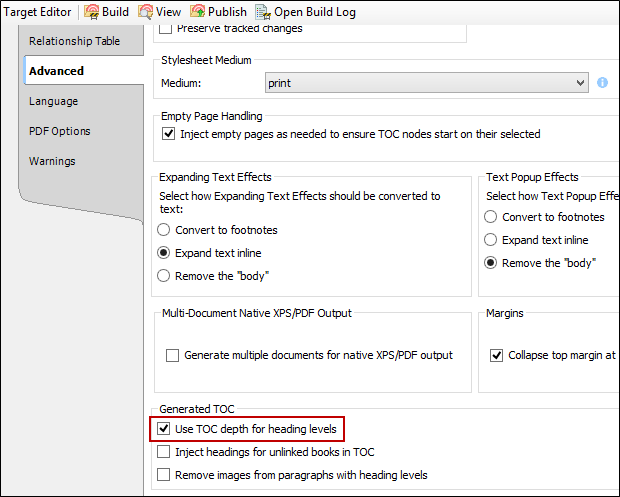 Target Editor Build View Publish Open Build Log
Relationship Table
Advanced
Language
PDF Options
Warnings
Preserve tracked changes
Stylesheet Medium
Medium: print
Empty Page Handling
Inject empty pages as needed to ensure TOC nodes start on their selected
Expanding Text Effects
Select how Expanding Text Effects should be converted to
text:
Convert to footnotes
Expand text inline
Remove the "body"
Text Popup Effects
Select how Text Popup Effe
Convert to footnotes
Expand text inline
Remove the "body"
Multi-Document Native XPS/PDF Output
Generate multiple documents for native XPS/PDF output
Margins
Collapse top margin at
Generated TOC
Use TOC depth for heading levels
Inject headings for unlinked books in TOC
Remove images from paragraphs with heading levels